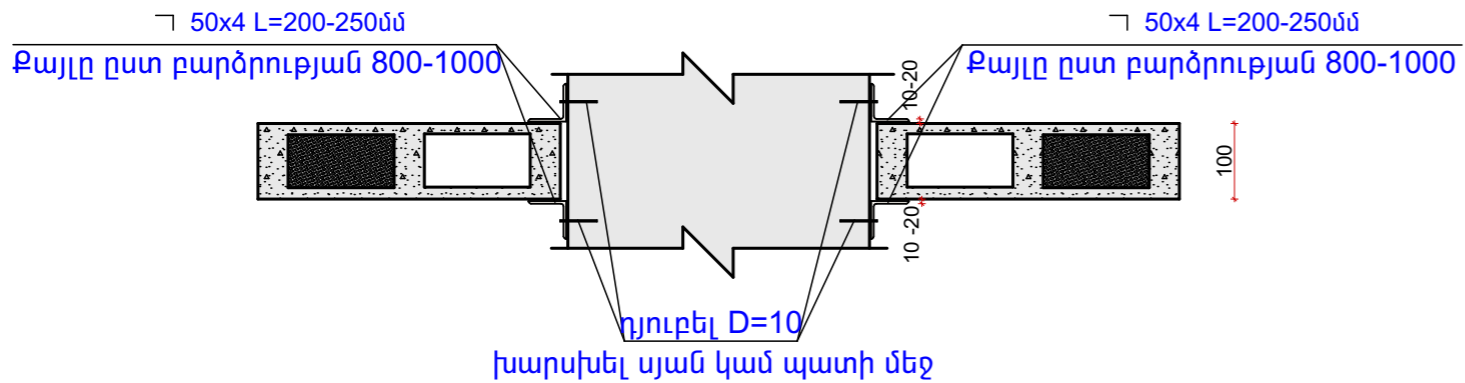 50x4 L=200-250մմ
Քայլը ըստ բարձրության 800-1000
50x4 L=200-250մմ
Քայլը ըստ բարձրության 800-1000
10-20
100
10 -20
դյուբել D=10
խարսխել սյան կամ պատի մեջ